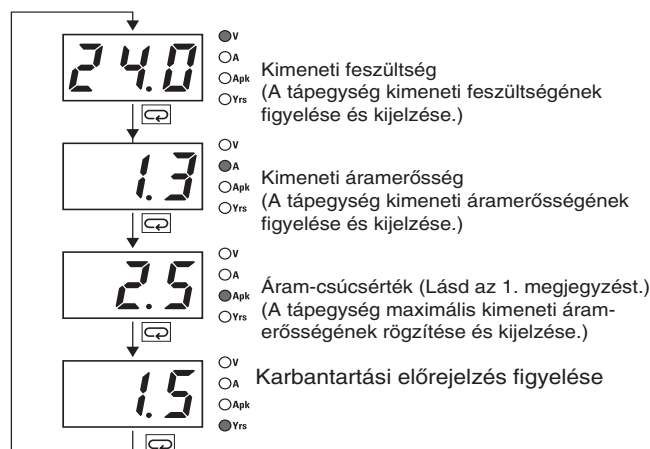 24.0
V
A
Apk
Yrs
Kimeneti feszültség
(A tápegység kimeneti feszültségének
figyelése és kijelzése.)
1.3
V
A
Apk
Yrs
Kimeneti áramerősség
(A tápegység kimeneti áramerősségének
figyelése és kijelzése.)
2.5
V
A
Apk
Yrs
Áram-csúcsérték (Lásd az 1. megjegyzést.)
(A tápegység maximális kimeneti áram-
erősségének rögzítése és kijelzése.)
1.5
V
A
Apk
Yrs
Karbantartási előrejelzés figyelése